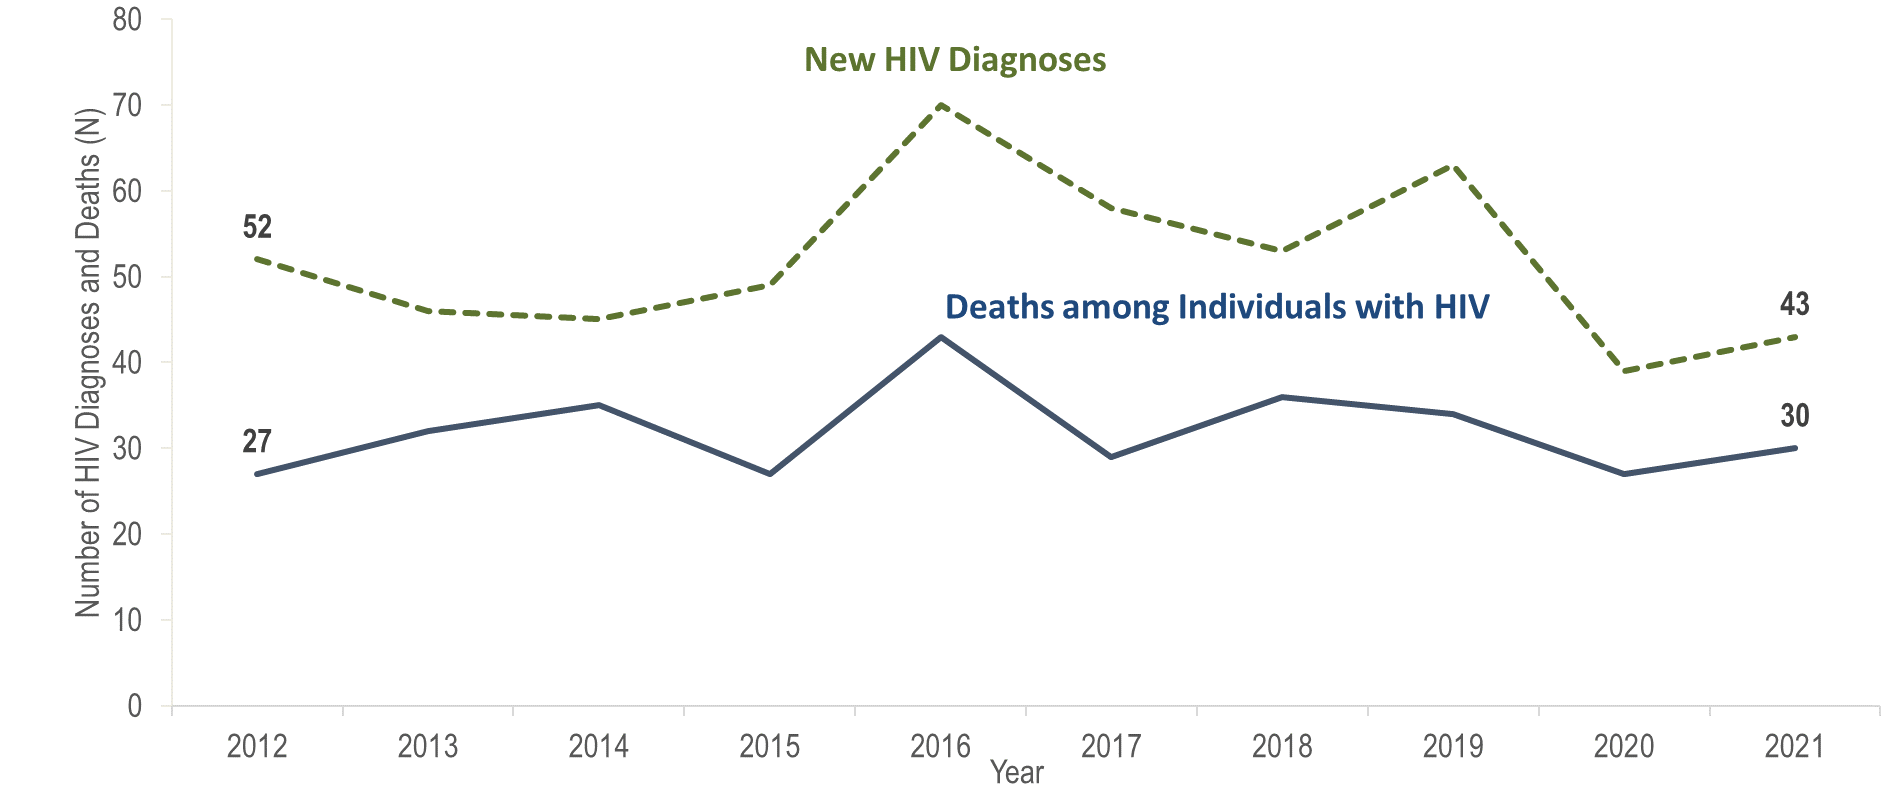 80
70
60
50
40
30
20
10
0
Number of HIV Diagnoses and Deaths (N)
New HIV Diagnoses
52
43
Deaths among Individuals with HIV
27
30
2012 2013 2014 2015 2016 2017 2018 2019 2020 2021
Year